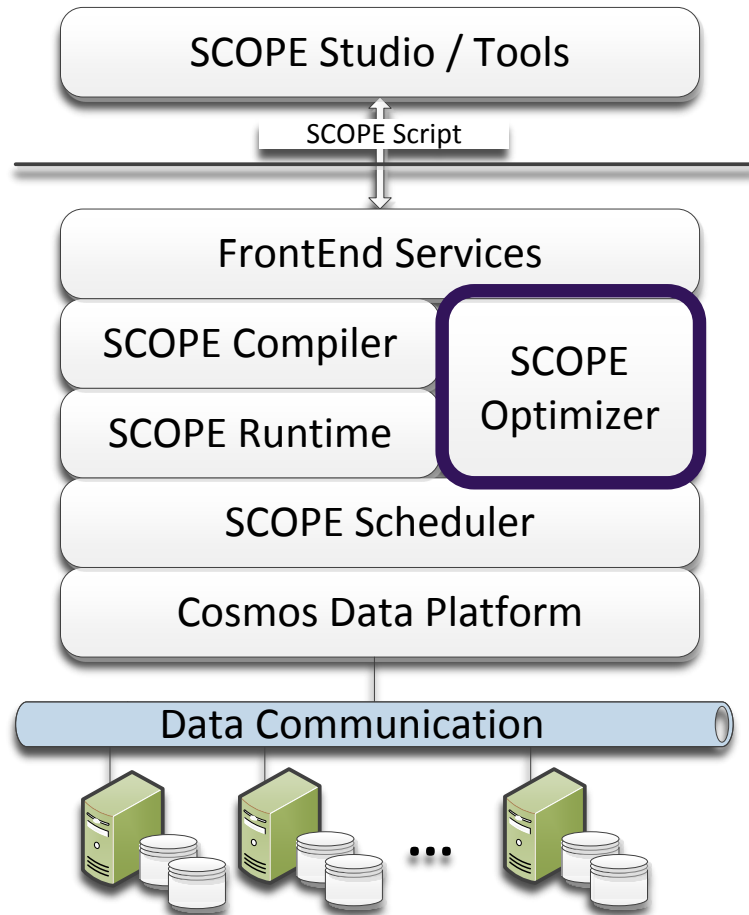 SCOPE Studio / Tools
SCOPE Script
FrontEnd Services
SCOPE Compiler
SCOPE
Optimizer
SCOPE Runtime
SCOPE Scheduler
Cosmos Data Platform
Data Communication
...